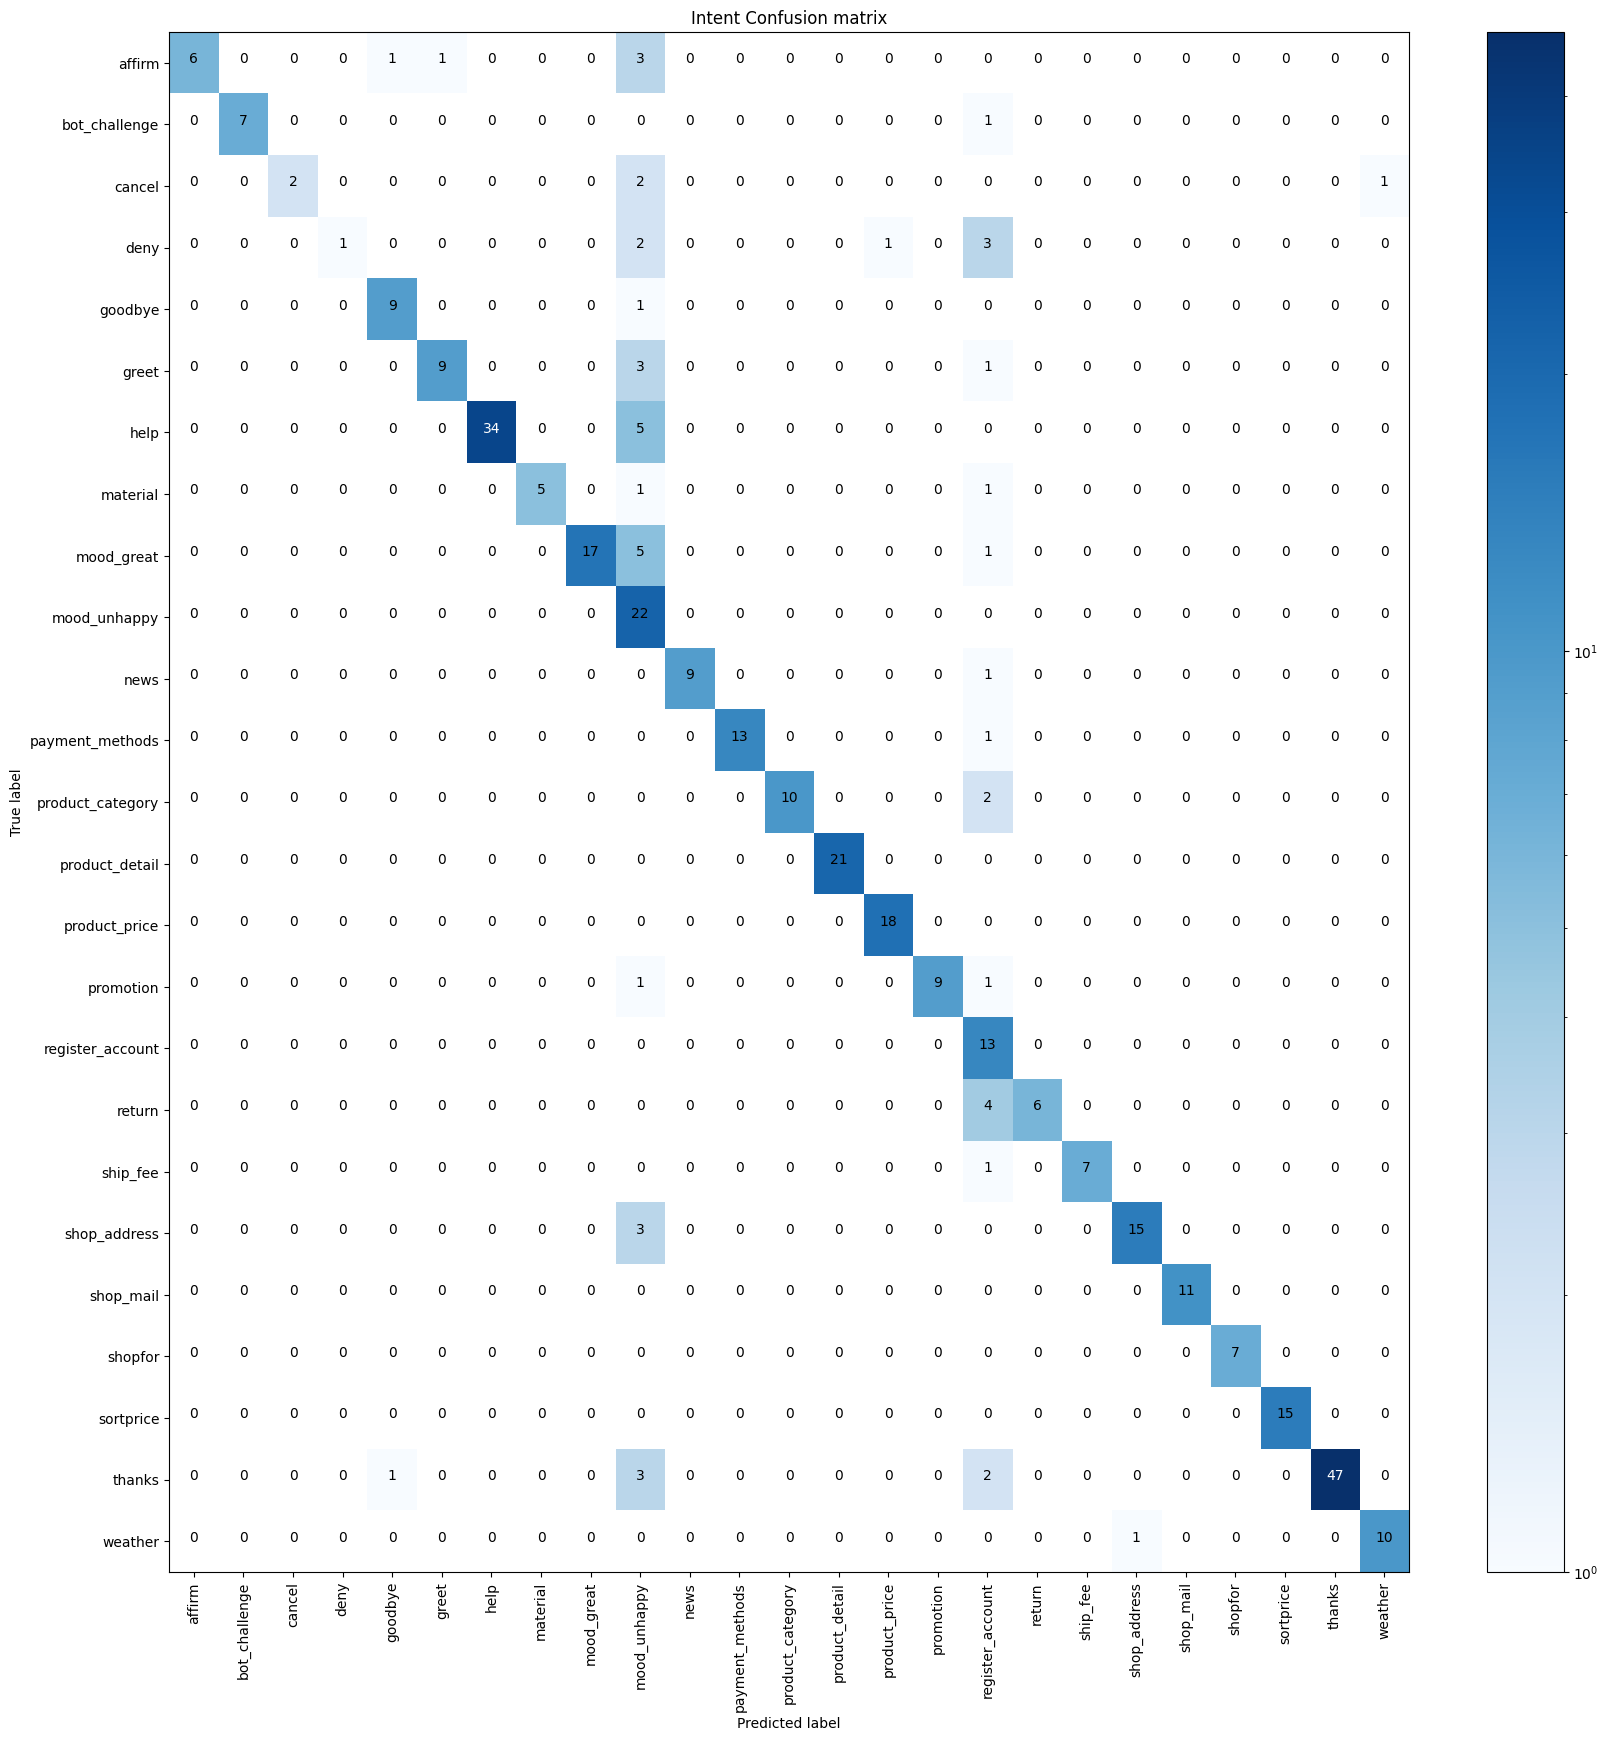 Intent Confusion matrix
True label
affirm 6 0 0 0 1 1 0 0 0 3 0 0 0 0 0 0 0 0 0 0 0 0 0 0 0
bot_challenge 0 7 0 0 0 0 0 0 0 0 0 0 0 0 0 0 1 0 0 0 0 0 0 0 0
cancel 0 0 2 0 0 0 0 0 0 2 0 0 0 0 0 0 0 0 0 0 0 0 0 0 1
deny 0 0 0 1 0 0 0 0 0 2 0 0 0 0 1 0 3 0 0 0 0 0 0 0 0
goodbye 0 0 0 0 9 0 0 0 0 1 0 0 0 0 0 0 0 0 0 0 0 0 0 0 0
greet 0 0 0 0 0 9 0 0 0 3 0 0 0 0 0 0 1 0 0 0 0 0 0 0 0
help 0 0 0 0 0 0 34 0 0 5 0 0 0 0 0 0 0 0 0 0 0 0 0 0 0
material 0 0 0 0 0 0 0 5 0 1 0 0 0 0 0 0 1 0 0 0 0 0 0 0 0
mood_great 0 0 0 0 0 0 0 0 17 5 0 0 0 0 0 0 1 0 0 0 0 0 0 0 0
mood_unhappy 0 0 0 0 0 0 0 0 0 22 0 0 0 0 0 0 0 0 0 0 0 0 0 0 0
news 0 0 0 0 0 0 0 0 0 0 9 0 0 0 0 0 1 0 0 0 0 0 0 0 0
payment_methods 0 0 0 0 0 0 0 0 0 0 0 13 0 0 0 0 1 0 0 0 0 0 0 0 0
product_category 0 0 0 0 0 0 0 0 0 0 0 0 10 0 0 0 2 0 0 0 0 0 0 0 0
product_detail 0 0 0 0 0 0 0 0 0 0 0 0 0 21 0 0 0 0 0 0 0 0 0 0 0
product_price 0 0 0 0 0 0 0 0 0 0 0 0 0 0 18 0 0 0 0 0 0 0 0 0 0
promotion 0 0 0 0 0 0 0 0 0 1 0 0 0 0 0 9 1 0 0 0 0 0 0 0 0
register_account 0 0 0 0 0 0 0 0 0 0 0 0 0 0 0 0 13 0 0 0 0 0 0 0 0
return 0 0 0 0 0 0 0 0 0 0 0 0 0 0 0 0 4 6 0 0 0 0 0 0 0
ship_fee 0 0 0 0 0 0 0 0 0 0 0 0 0 0 0 0 1 0 7 0 0 0 0 0 0
shop_address 0 0 0 0 0 0 0 0 0 3 0 0 0 0 0 0 0 0 0 15 0 0 0 0 0
shop_mail 0 0 0 0 0 0 0 0 0 0 0 0 0 0 0 0 0 0 0 0 11 0 0 0 0
shopfor 0 0 0 0 0 0 0 0 0 0 0 0 0 0 0 0 0 0 0 0 0 7 0 0 0
sortprice 0 0 0 0 0 0 0 0 0 0 0 0 0 0 0 0 0 0 0 0 0 0 15 0 0
thanks 0 0 0 0 1 0 0 0 0 3 0 0 0 0 0 0 2 0 0 0 0 0 0 47 0
weather 0 0 0 0 0 0 0 0 0 0 0 0 0 0 0 0 0 0 0 1 0 0 0 0 10
affirm
bot_challenge
cancel
deny
goodbye
greet
help
material
mood_great
mood_unhappy
news
payment_methods
product_category
product_detail
product_price
promotion
register_account
return
ship_fee
shop_address
shop_mail
shopfor
sortprice
thanks
weather
Predicted label
10¹
10⁰